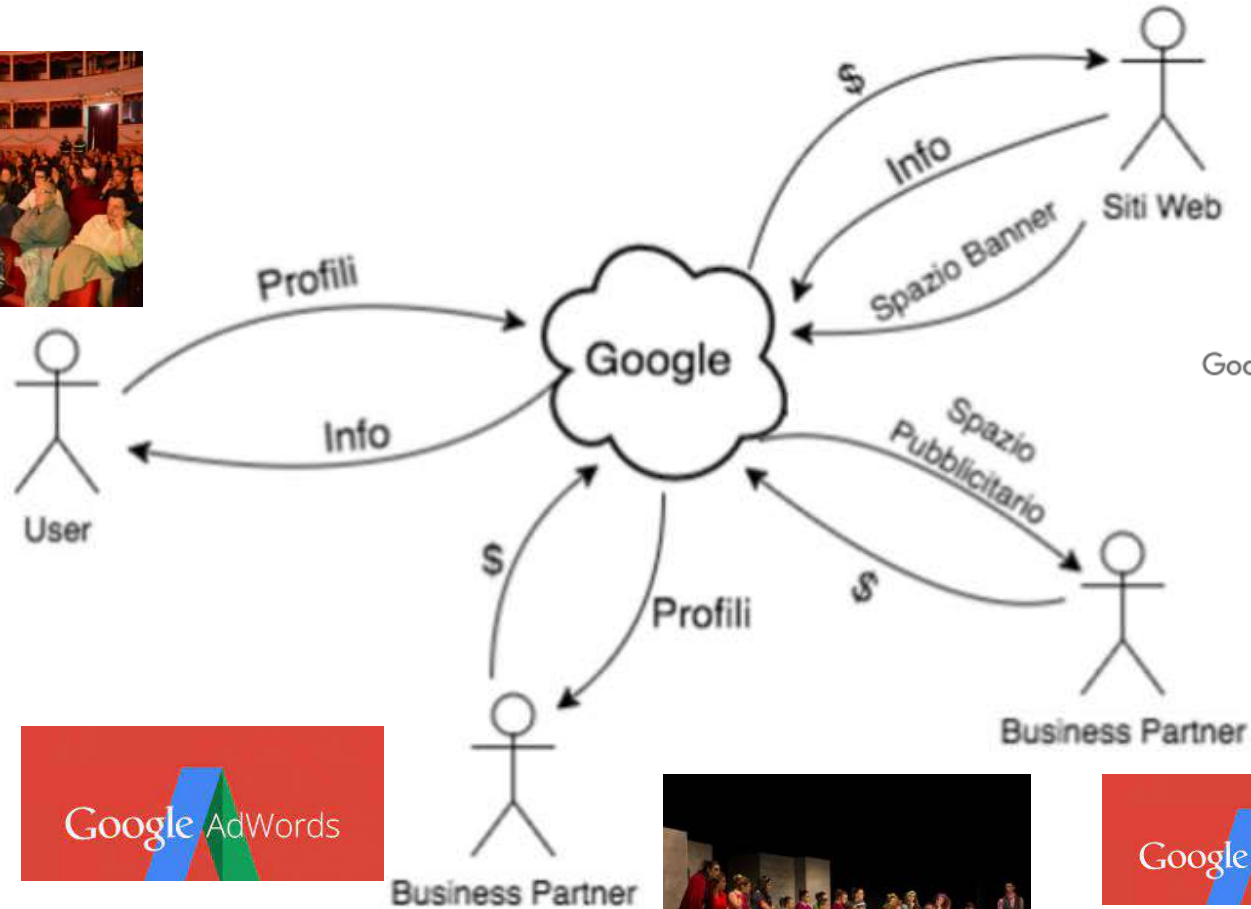 $
Info
Siti Web
Spazio Banner
Profili
Google
Info
User
Spazio
Pubblicitario
$
$
Profili
Business Partner
Google AdWords
Google
Business Partner